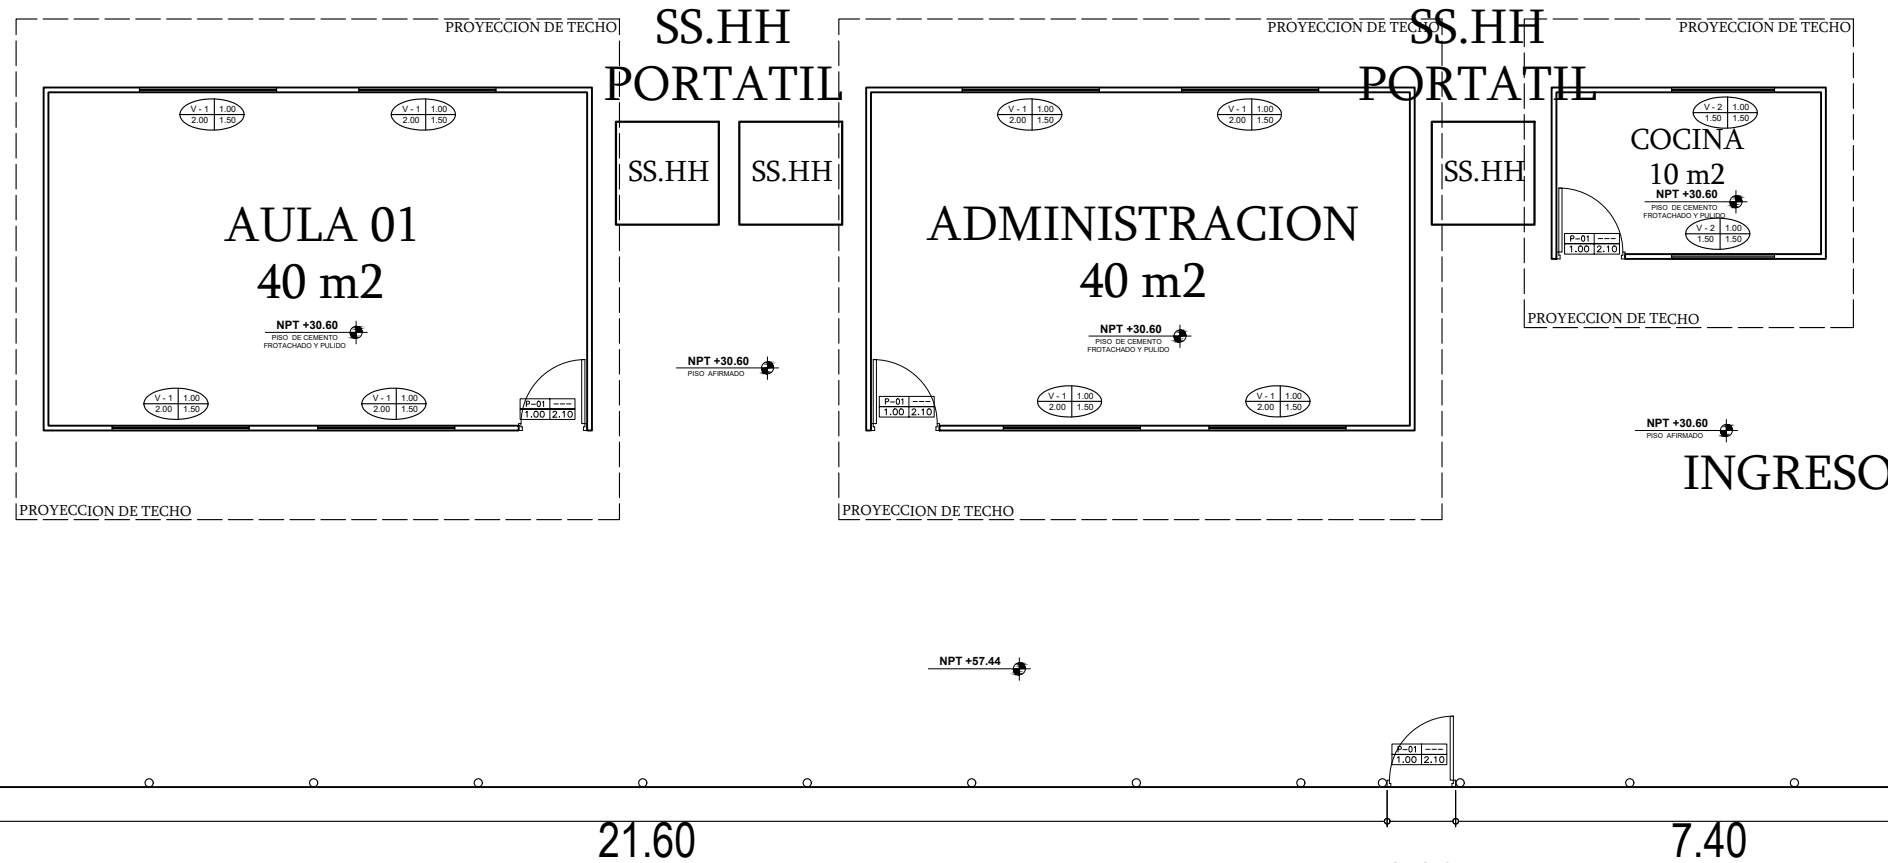 PROYECCION DE TECHO
SS.HH
PORTATIL
PROYECCION DE TECHO
SS.HH
PORTATIL
PROYECCION DE TECHO
V - 1 1.00
2.00 1.50
V - 1 1.00
2.00 1.50
V - 1 1.00
2.00 1.50
V - 1 1.00
2.00 1.50
V - 2 1.00
1.50 1.50
SS.HH
SS.HH
SS.HH
COCINA
10 m2
NPT +30.60
PISO DE CEMENTO
FROTACHADO Y PULIDO
V - 2 1.00
1.50 1.50
P-01 ---
1.00 2.10
AULA 01
40 m2
NPT +30.60
PISO DE CEMENTO
FROTACHADO Y PULIDO
ADMINISTRACION
40 m2
NPT +30.60
PISO DE CEMENTO
FROTACHADO Y PULIDO
PROYECCION DE TECHO
NPT +30.60
PISO AFIRMADO
V - 1 1.00
2.00 1.50
V - 1 1.00
2.00 1.50
P-01 ---
1.00 2.10
P-01 ---
1.00 2.10
V - 1 1.00
2.00 1.50
V - 1 1.00
2.00 1.50
NPT +30.60
PISO AFIRMADO
INGRESO
PROYECCION DE TECHO
PROYECCION DE TECHO
NPT +57.44
P-01 ---
1.00 2.10
21.60
7.40